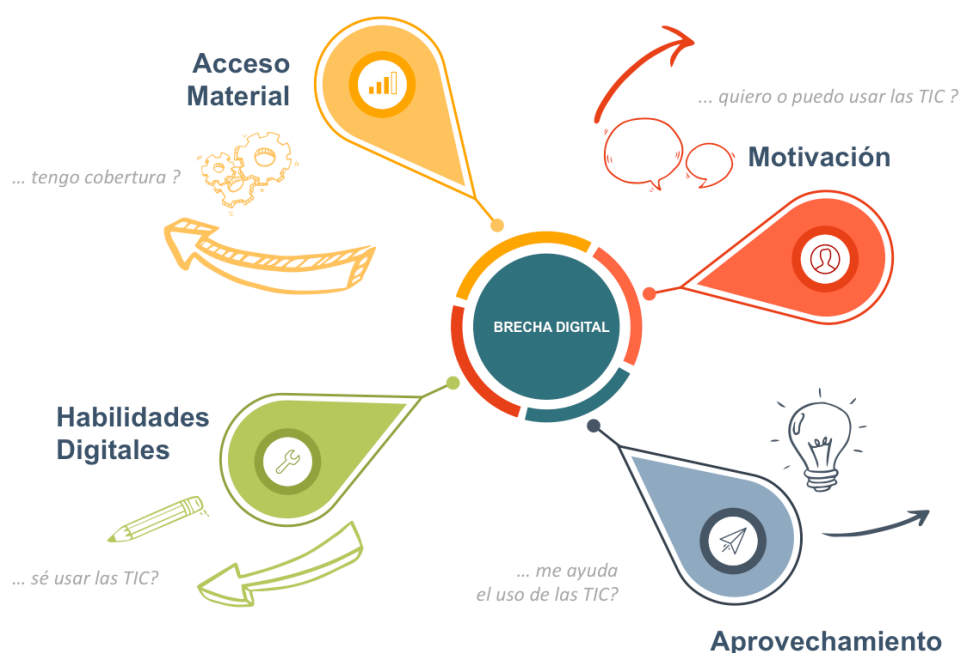 Acceso
Material
... quiero o puedo usar las TIC ?
Motivación
... tengo cobertura ?
BRECHA DIGITAL
Habilidades
Digitales
... sé usar las TIC?
... me ayuda
el uso de las TIC?
Aprovechamiento